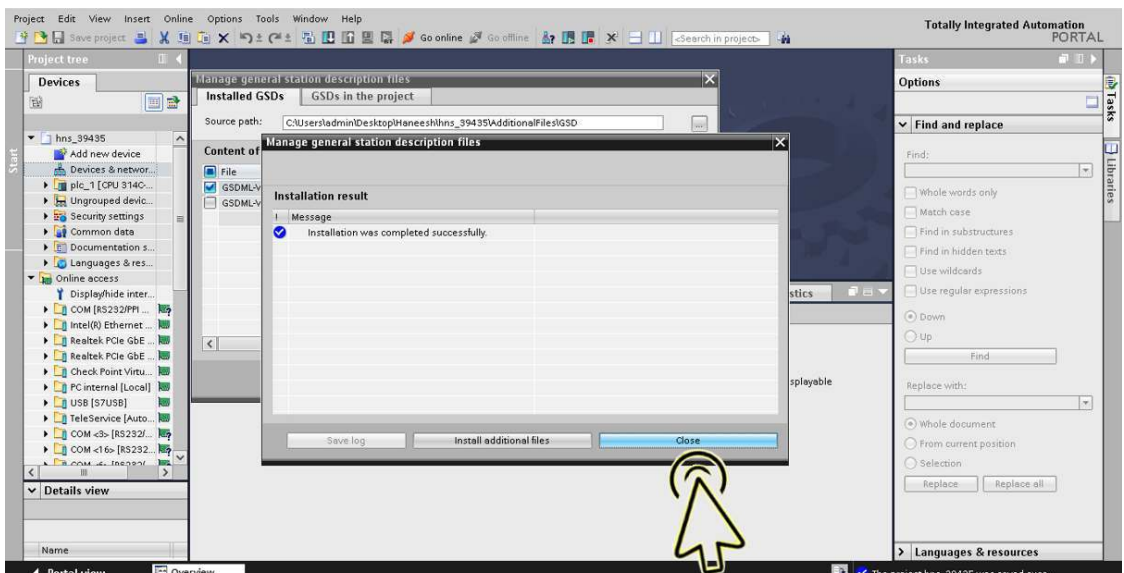 Project Edit View Insert Online Options Tools Window Help
Totally Integrated Automation
PORTAL
Save project
Go online
Go offline
<Search in project>
Project tree
Devices
Start
hns_39435
Add new device
Devices & networ...
plc_1 [CPU 314C-...
Ungrouped devic...
Security settings
Common data
Documentation s...
Languages & res...
Online access
Display/hide inter...
COM [RS232/PPI ...
Intel(R) Ethernet ...
Realtek PCIe GbE ...
Realtek PCIe GbE ...
Check Point Virtu...
PC internal [Local]
USB [S7USB]
TeleService [Auto...
COM <3> [RS232/...
COM <16> [RS232...
Details view
Name
Manage general station description files
Installed GSDs
GSDs in the project
Source path:
C:\Users\admin\Desktop\Haneesh\hns_39435\AdditionalFiles\GSD
...
Content of
File
GSDML-V
GSDML-V
Manage general station description files
Installation result
! Message
Installation was completed successfully.
Save log
Install additional files
Close
stics
splayable
Tasks
Options
Find and replace
Find:
Whole words only
Match case
Find in substructures
Find in hidden texts
Use wildcards
Use regular expressions
Down
Up
Find
Replace with:
Whole document
From current position
Selection
Replace
Replace all
Languages & resources
Tasks
Libraries
Portal view
Overview